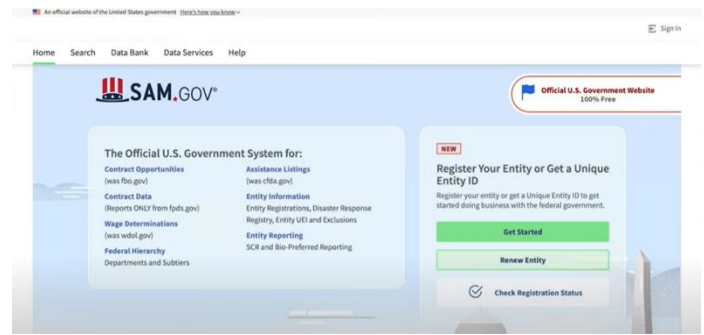 An official website of the United States government Here's how you know
Sign In
Home Search Data Bank Data Services Help
SAM.GOV®
Official U.S. Government Website
100% Free
The Official U.S. Government System for:
Contract Opportunities
(was fbo.gov)
Contract Data
(Reports ONLY from fpds.gov)
Wage Determinations
(was wdol.gov)
Federal Hierarchy
Departments and Subtiers
Assistance Listings
(was cfda.gov)
Entity Information
Entity Registrations, Disaster Response
Registry, Entity UEI and Exclusions
Entity Reporting
SCR and Bio-Preferred Reporting
NEW
Register Your Entity or Get a Unique
Entity ID
Register your entity or get a Unique Entity ID to get
started doing business with the federal government.
Get Started
Renew Entity
Check Registration Status